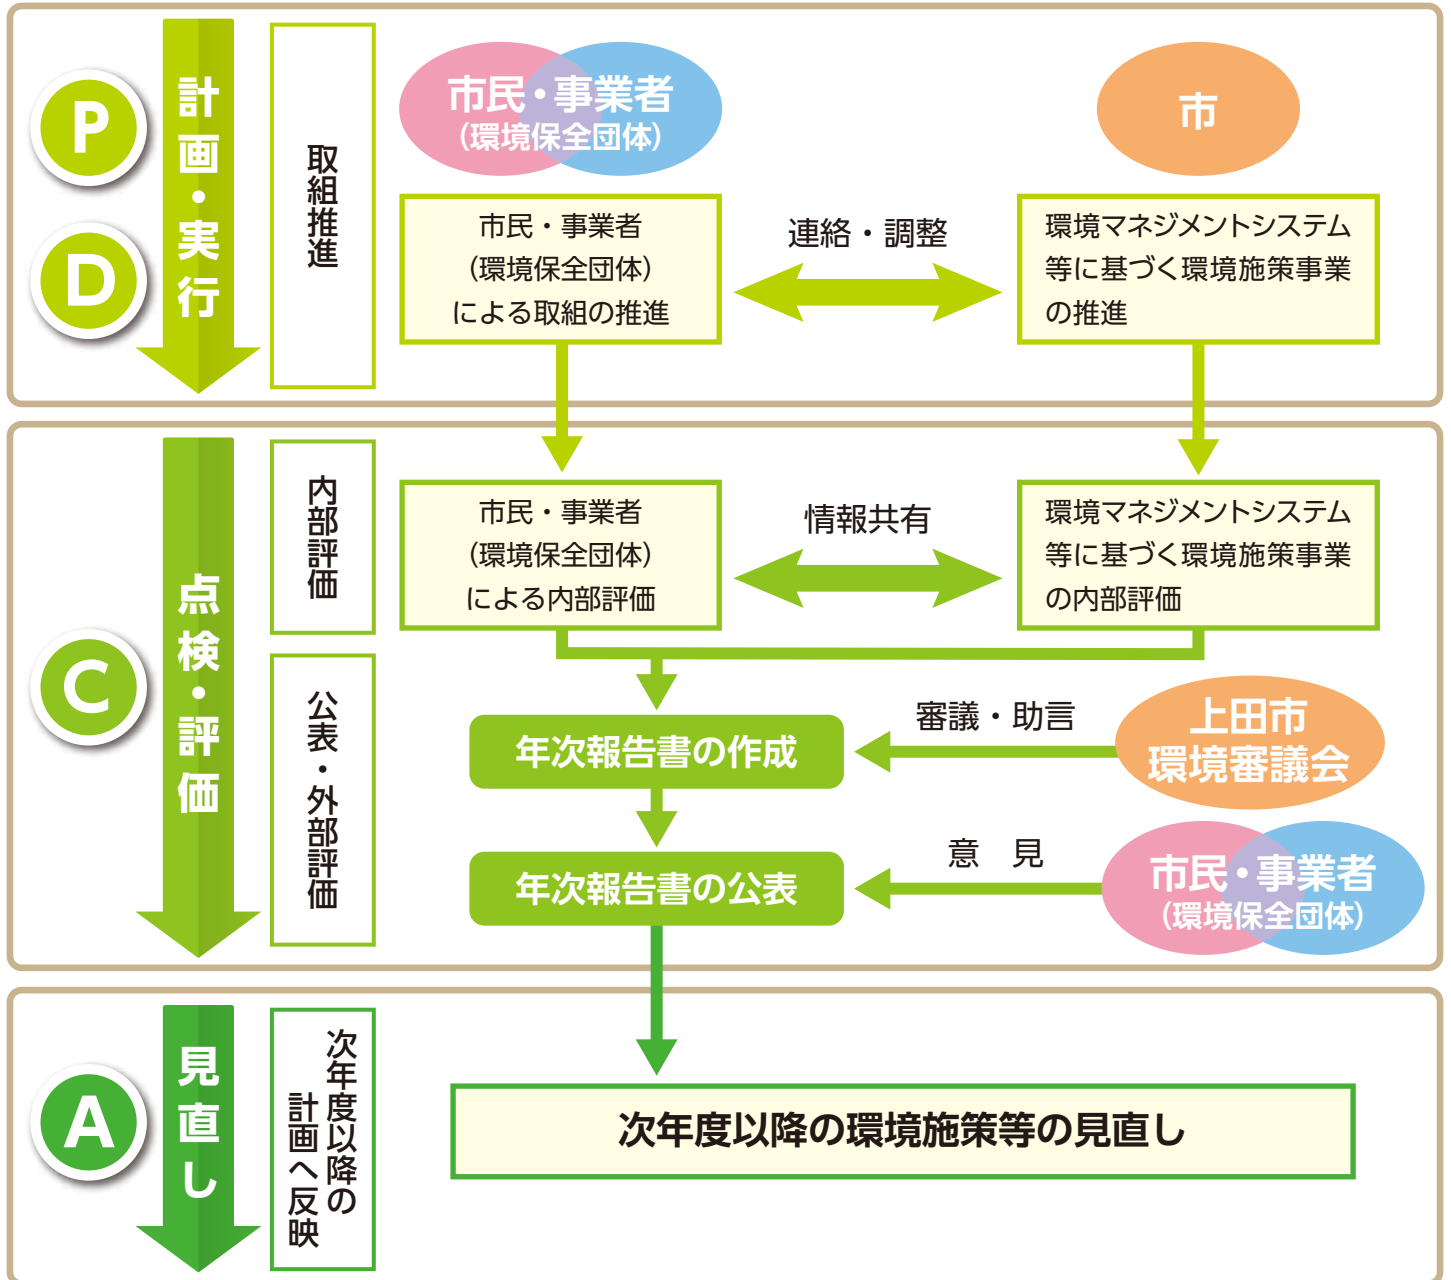 P
D
計画・実行
取組推進
市民・事業者
（環境保全団体）
市
市民・事業者
（環境保全団体）
による取組の推進
連絡・調整
環境マネジメントシステム
等に基づく環境施策事業
の推進
C
点検・評価
内部評価
市民・事業者
（環境保全団体）
による内部評価
情報共有
環境マネジメントシステム
等に基づく環境施策事業
の内部評価
公表・外部評価
年次報告書の作成
審議・助言
上田市
環境審議会
年次報告書の公表
意　見
市民・事業者
（環境保全団体）
A
見直し
次年度以降の
計画へ反映
次年度以降の環境施策等の見直し